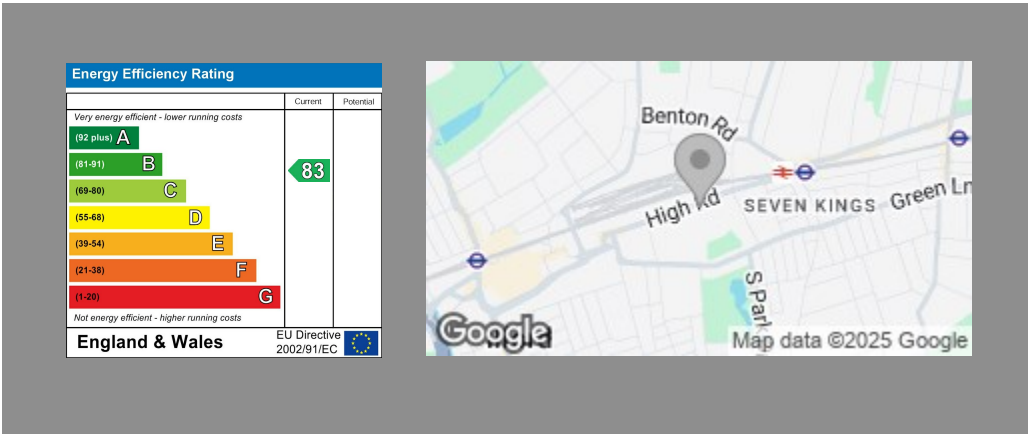 Energy Efficiency Rating
Current Potential
Very energy efficient - lower running costs
(92 plus) A
(81-91) B
83
(69-80) C
(55-68) D
(39-54) E
(21-38) F
(1-20) G
Not energy efficient - higher running costs
England & Wales
EU Directive
2002/91/EC
Benton Rd
High Rd
SEVEN KINGS
Green Ln
S Park
Google
Map data ©2025 Google